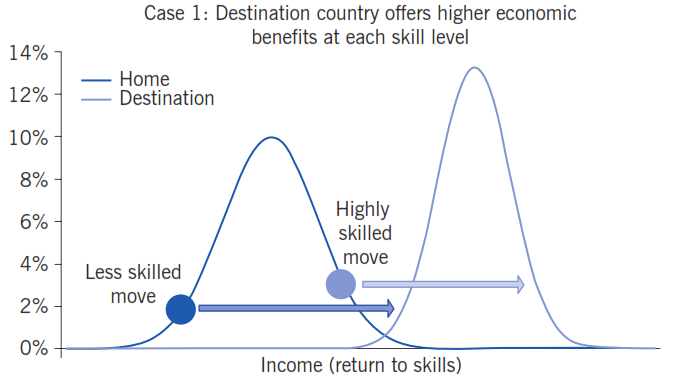 Case 1: Destination country offers higher economic
benefits at each skill level
14%
Home
Destination
12%
10%
8%
Highly
skilled
move
6%
4%
Less skilled
move
2%
0%
Income (return to skills)